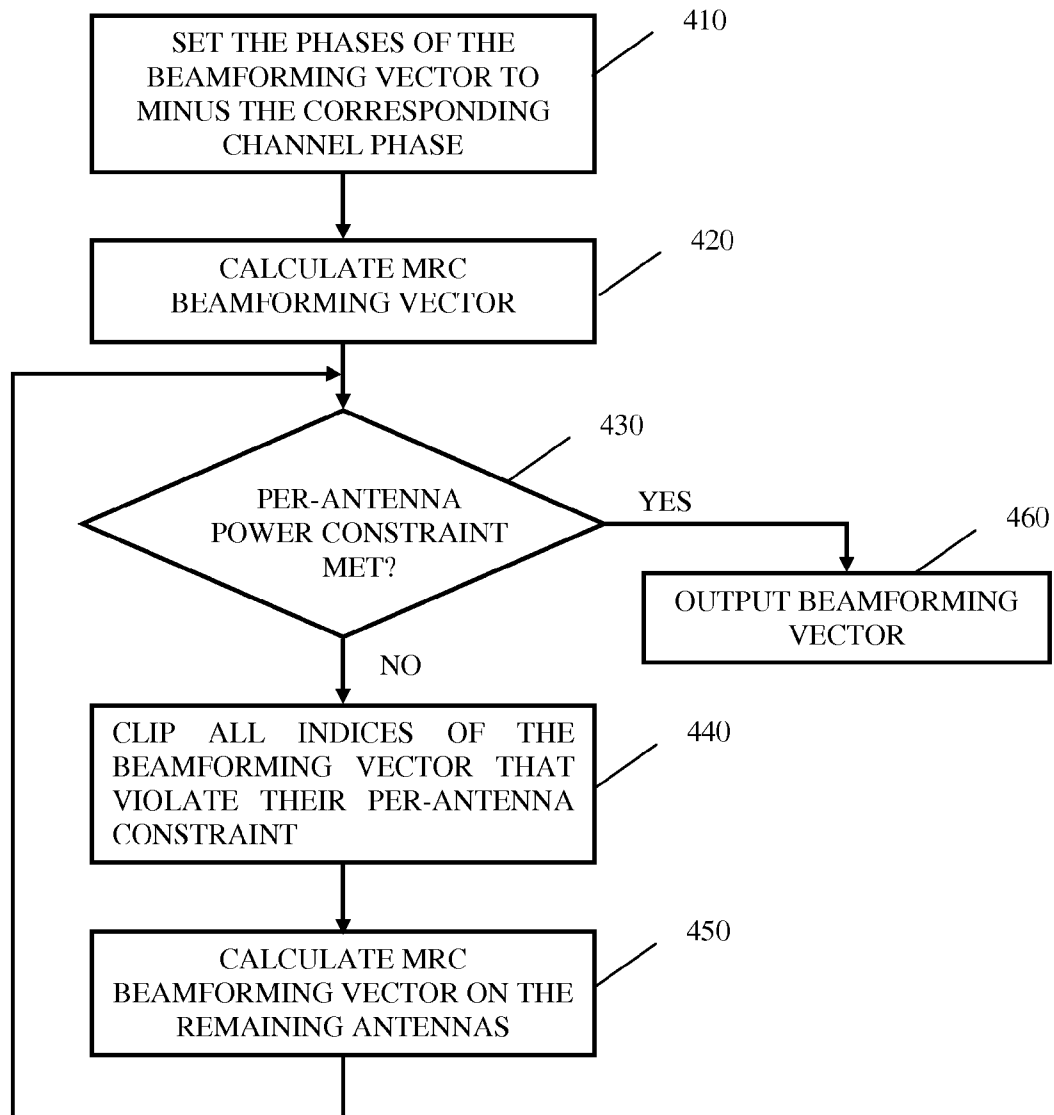 410
SET THE PHASES OF THE
BEAMFORMING VECTOR TO
MINUS THE CORRESPONDING
CHANNEL PHASE
420
CALCULATE MRC
BEAMFORMING VECTOR
430
PER-ANTENNA
POWER CONSTRAINT
MET?
YES
460
OUTPUT BEAMFORMING
VECTOR
NO
440
CLIP ALL INDICES OF THE
BEAMFORMING VECTOR THAT
VIOLATE THEIR PER-ANTENNA
CONSTRAINT
450
CALCULATE MRC
BEAMFORMING VECTOR ON THE
REMAINING ANTENNAS